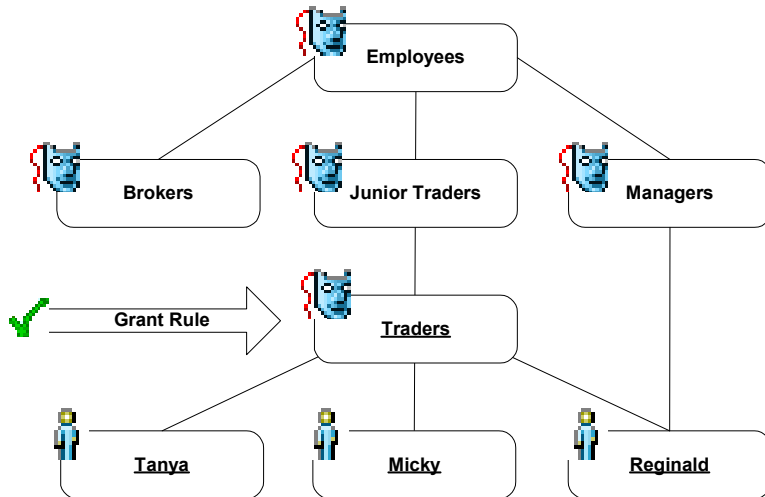 Employees
Brokers
Junior Traders
Managers
Grant Rule
Traders
Tanya
Micky
Reginald